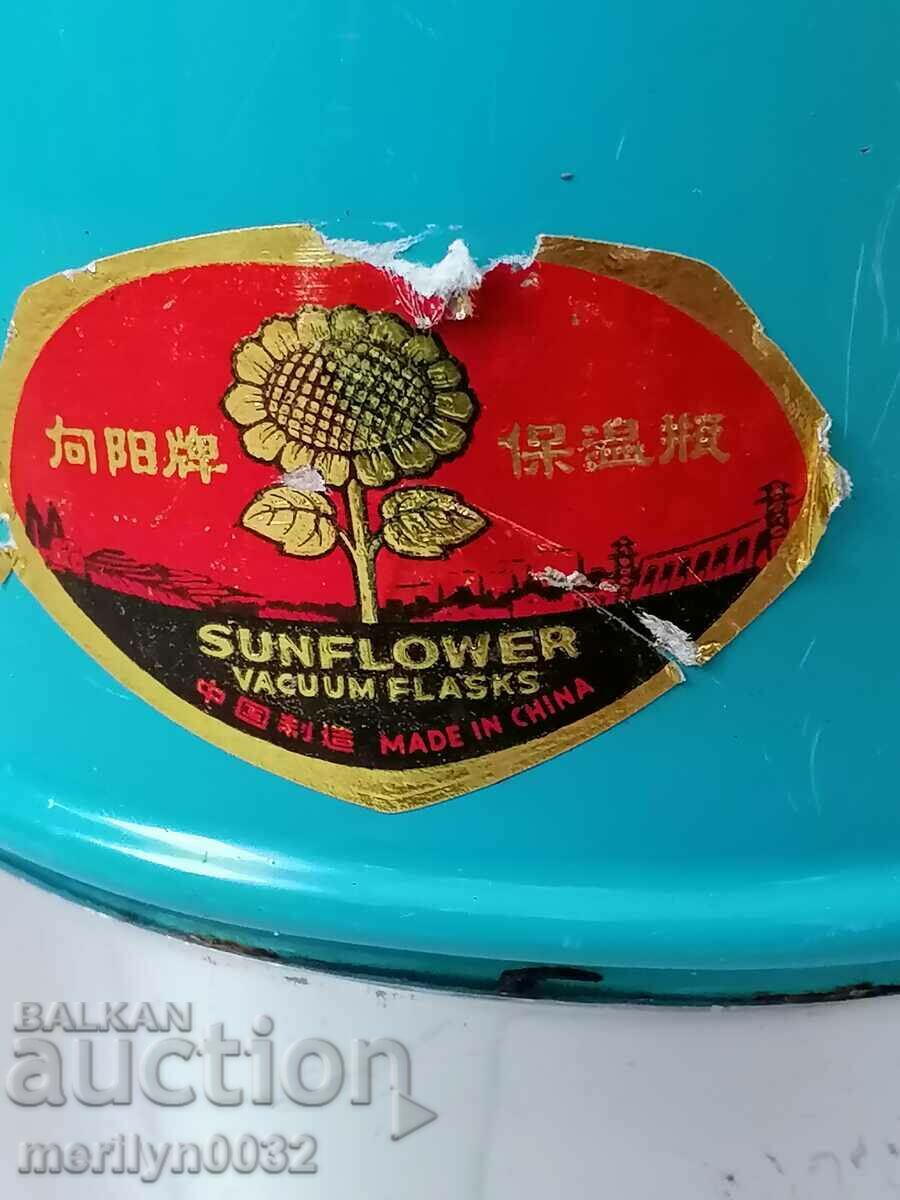 向阳牌 保温瓶
SUNFLOWER
VACUUM FLASKS
中国制造 MADE IN CHINA
BALKAN
auction
merilyn0032